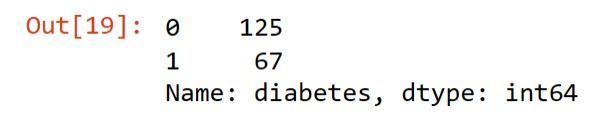 Out[19]: 0    125
1     67
Name: diabetes, dtype: int64